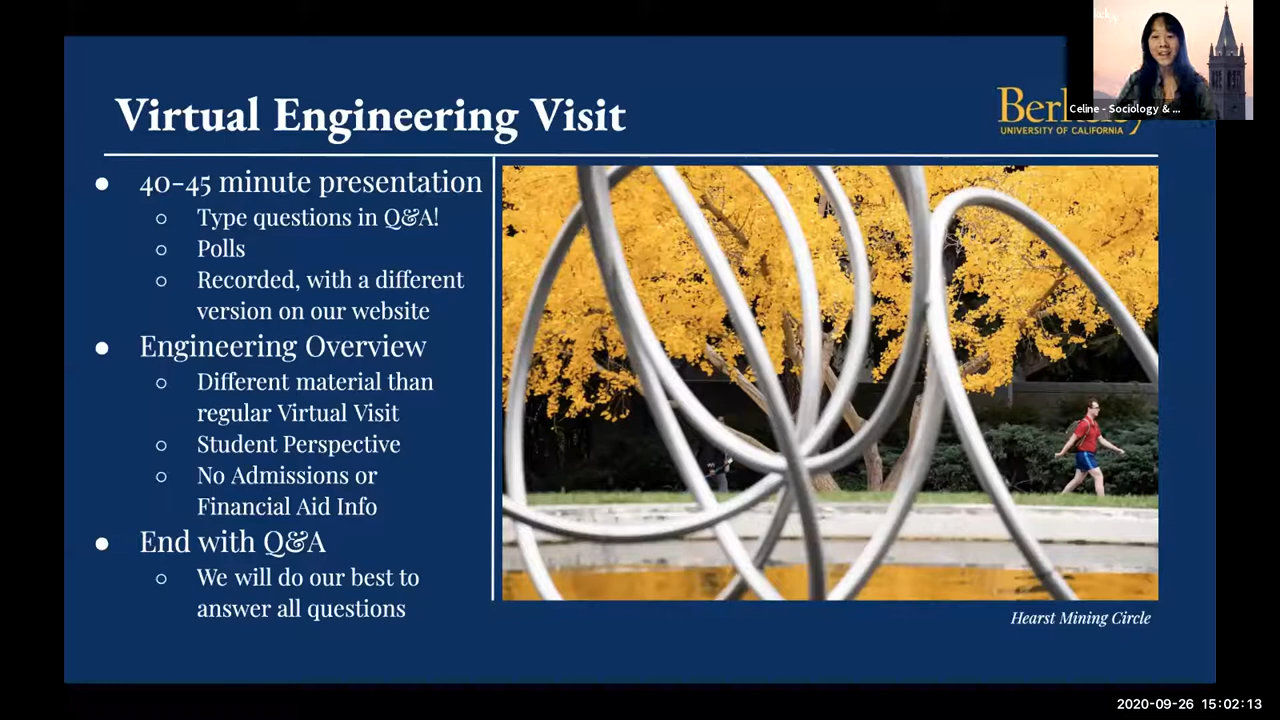 Virtual Engineering Visit
UNIVERSITY OF CALIFORNIA
Celine - Sociology & ...
● 40-45 minute presentation
○ Type questions in Q&A!
○ Polls
○ Recorded, with a different
version on our website
● Engineering Overview
○ Different material than
regular Virtual Visit
○ Student Perspective
○ No Admissions or
Financial Aid Info
● End with Q&A
○ We will do our best to
answer all questions
Hearst Mining Circle
2020-09-26 15:02:13